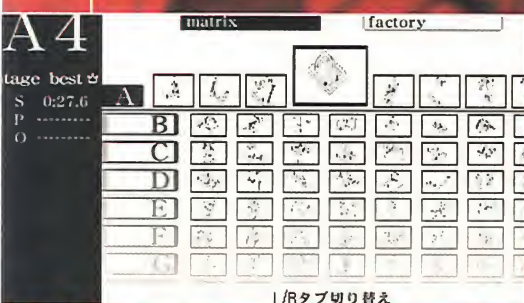 matrix
factory
A4
tage best
S 0:27.6
P --------
O --------
A
B
C
D
E
F
G
L/Rタブ切り替え